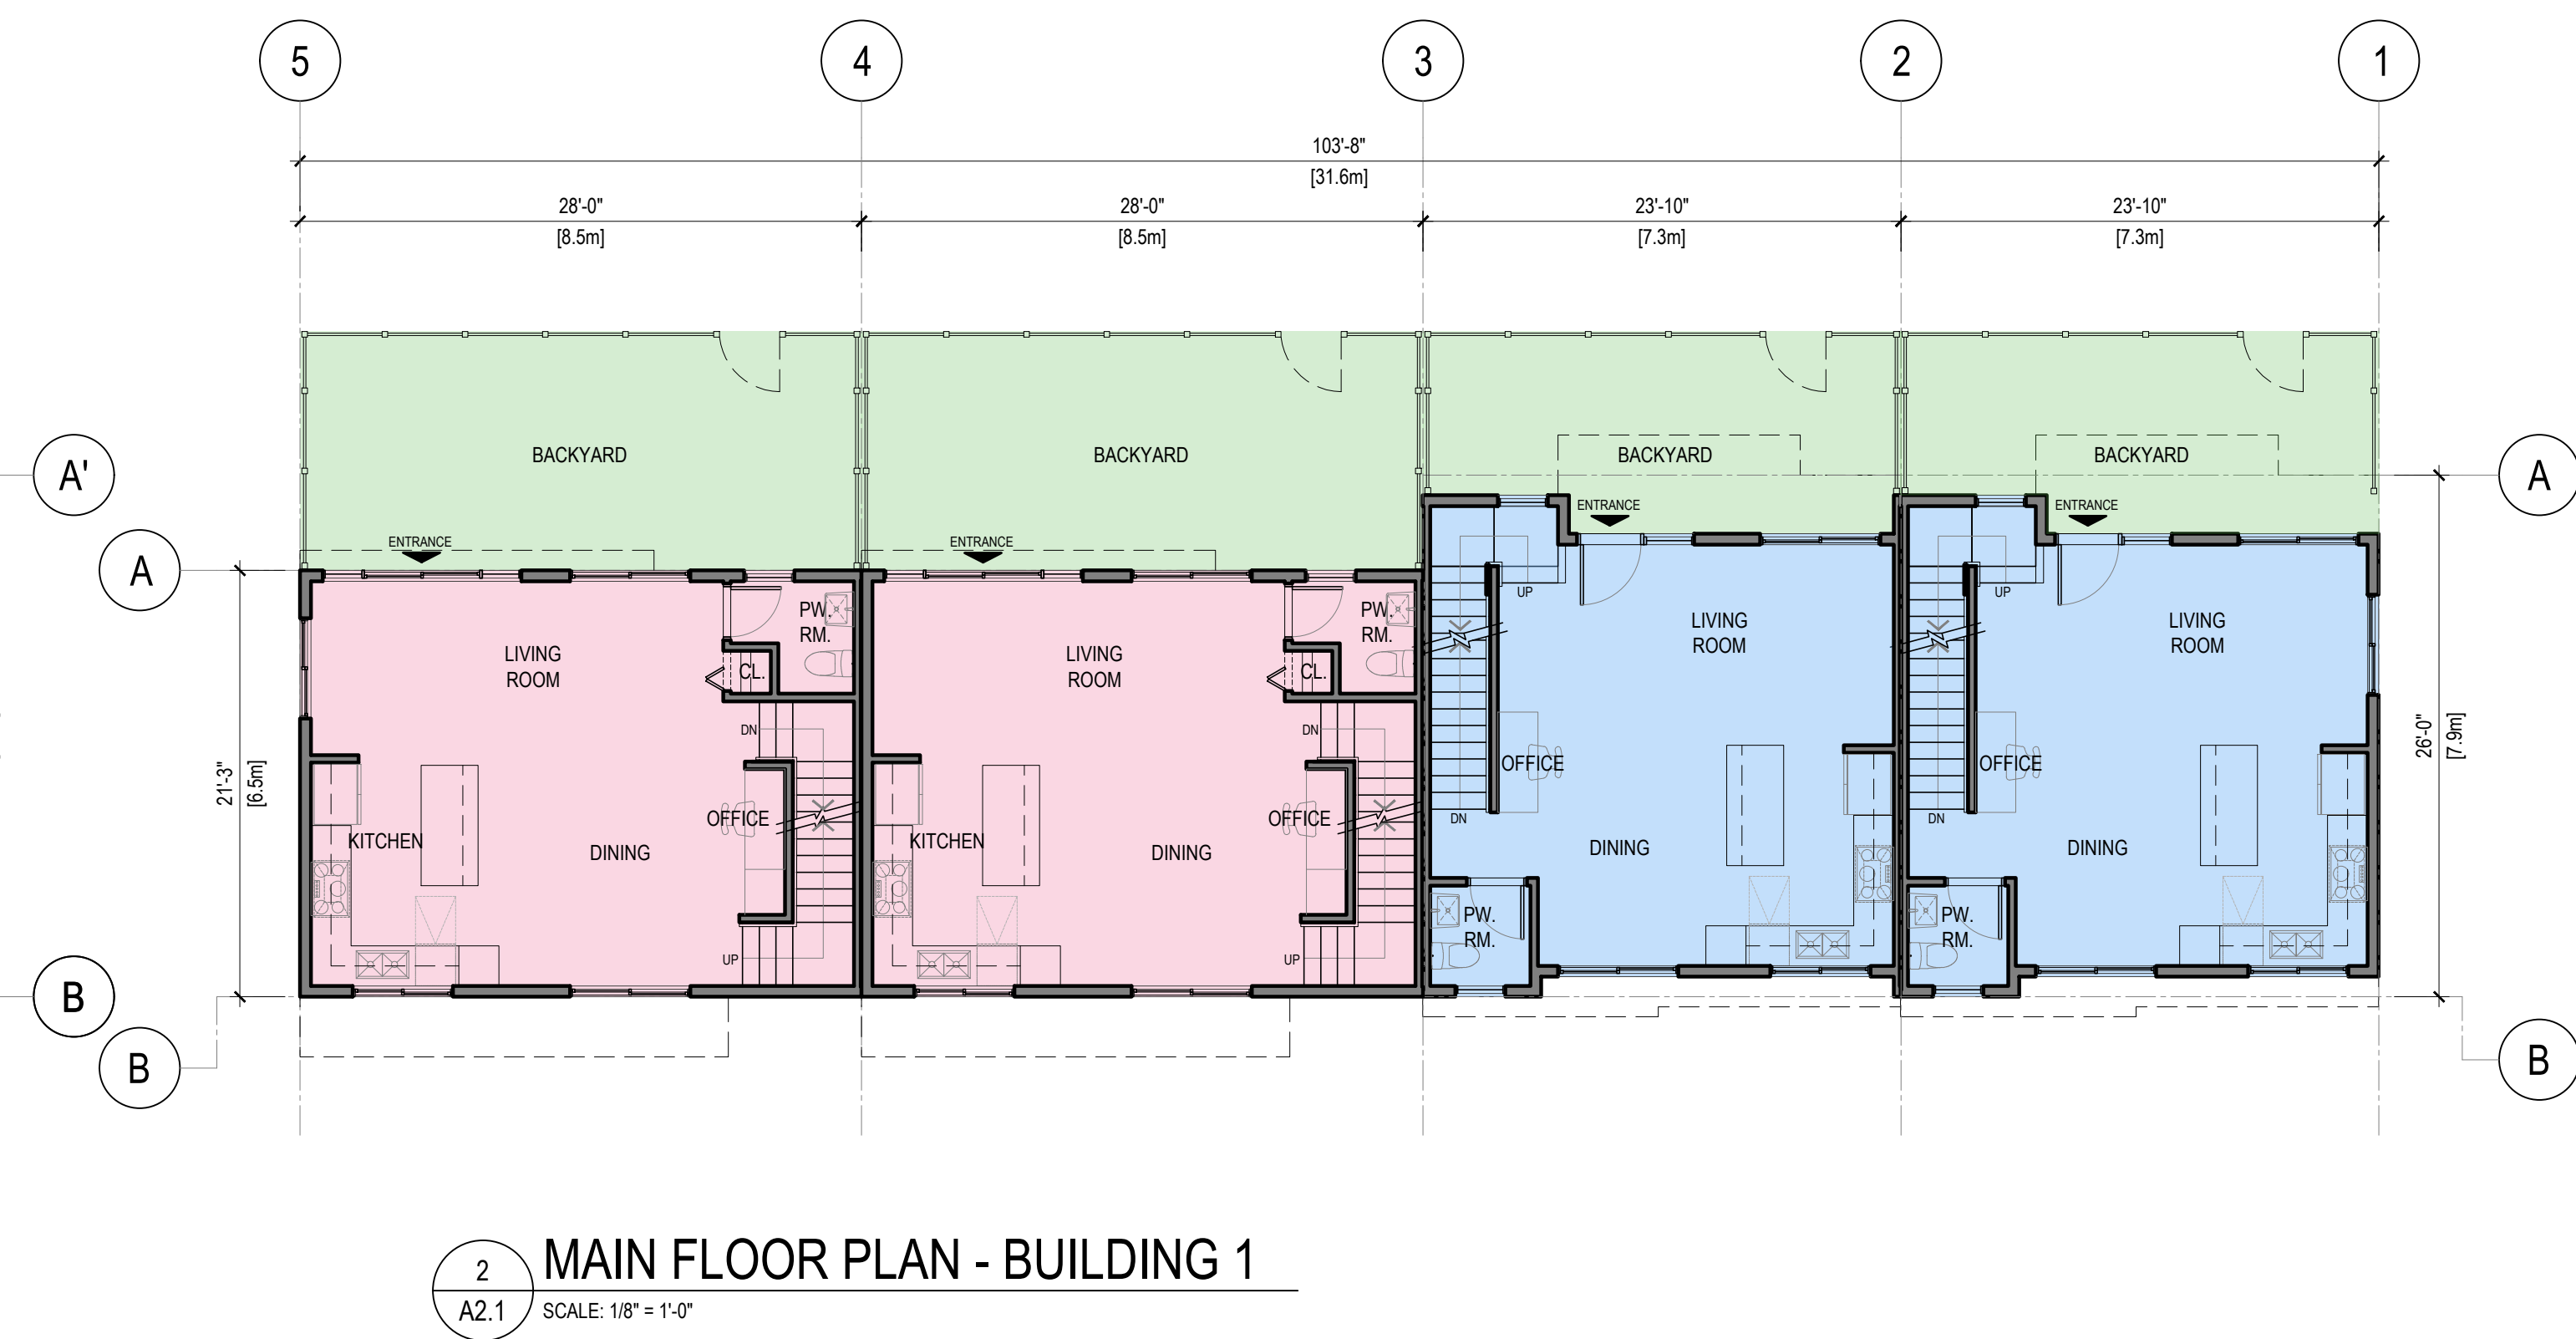 5
4
3
2
1
103'-8"
[31.6m]
28'-0"
28'-0"
23'-10"
23'-10"
[8.5m]
[8.5m]
[7.3m]
[7.3m]
A'
BACKYARD
BACKYARD
BACKYARD
BACKYARD
A
ENTRANCE
ENTRANCE
A
ENTRANCE
ENTRANCE
PW.
RM.
PW.
RM.
UP
UP
LIVING
ROOM
LIVING
ROOM
LIVING
ROOM
LIVING
ROOM
CL.
CL.
DN
DN
21'-3"
[6.5m]
26'-0"
[7.9m]
OFFICE
OFFICE
OFFICE
OFFICE
DN
DN
KITCHEN
DINING
KITCHEN
DINING
DINING
DINING
PW.
RM.
PW.
RM.
UP
UP
B
B
B
2
A2.1
MAIN FLOOR PLAN - BUILDING 1
SCALE: 1/8" = 1'-0"